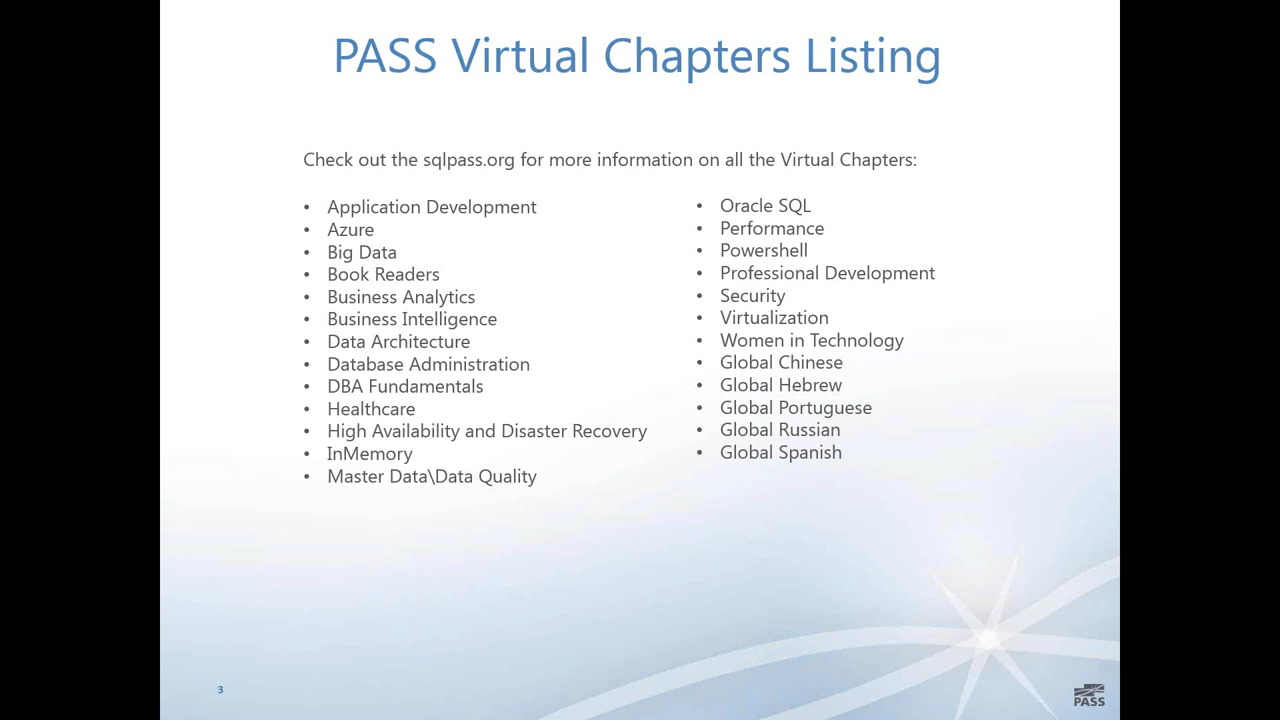 PASS Virtual Chapters Listing
Check out the sqlpass.org for more information on all the Virtual Chapters:
• Application Development
• Azure
• Big Data
• Book Readers
• Business Analytics
• Business Intelligence
• Data Architecture
• Database Administration
• DBA Fundamentals
• Healthcare
• High Availability and Disaster Recovery
• InMemory
• Master Data\Data Quality
• Oracle SQL
• Performance
• Powershell
• Professional Development
• Security
• Virtualization
• Women in Technology
• Global Chinese
• Global Hebrew
• Global Portuguese
• Global Russian
• Global Spanish
3
PASS